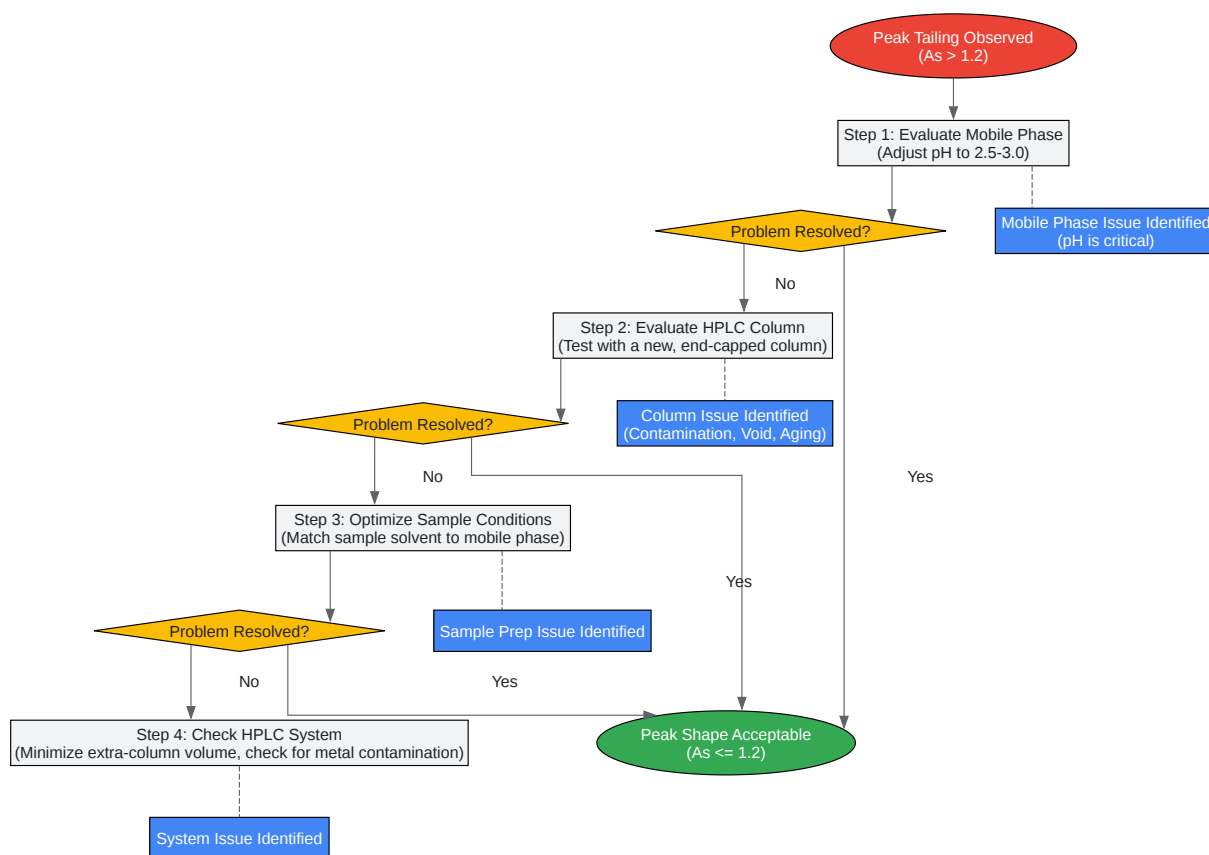 Peak Tailing Observed
(As > 1.2)
Step 1: Evaluate Mobile Phase
(Adjust pH to 2.5-3.0)
Mobile Phase Issue Identified
(pH is critical)
Problem Resolved?
No
Step 2: Evaluate HPLC Column
(Test with a new, end-capped column)
Column Issue Identified
(Contamination, Void, Aging)
Problem Resolved?
No
Yes
Step 3: Optimize Sample Conditions
(Match sample solvent to mobile phase)
Yes
Sample Prep Issue Identified
Problem Resolved?
No
Yes
Step 4: Check HPLC System
(Minimize extra-column volume, check for metal contamination)
Peak Shape Acceptable
(As <= 1.2)
System Issue Identified